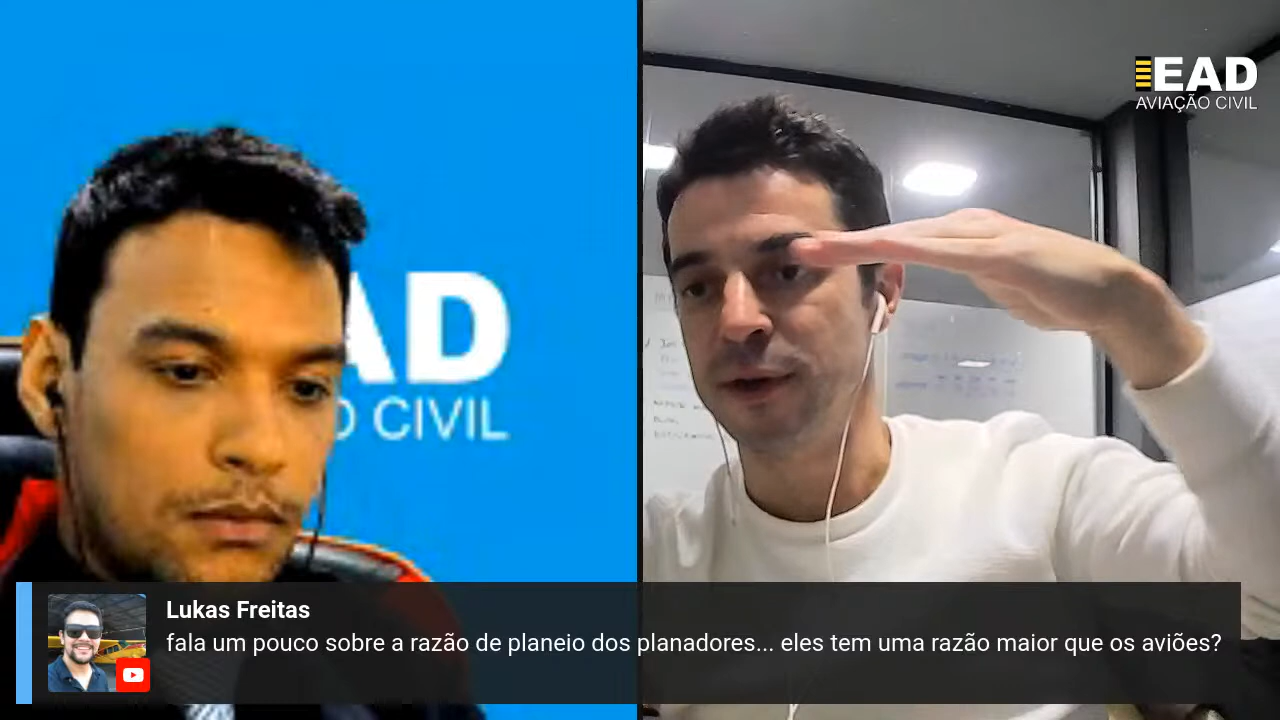 EAD
AVIAÇÃO CIVIL
AD
O CIVIL
Lukas Freitas
fala um pouco sobre a razão de planeio dos planadores... eles tem uma razão maior que os aviões?